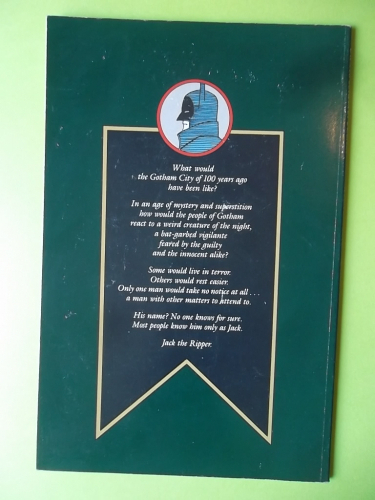 What would
the Gotham City of 100 years ago
have been like?
In an age of mystery and superstition
how would the people of Gotham
react to a weird creature of the night,
a bat-garbed vigilante
feared by the guilty
and the innocent alike?
Some would live in terror.
Others would rest easier.
Only one man would take no notice at all . . .
a man with other matters to attend to.
His name? No one knows for sure.
Most people know him only as Jack.
Jack the Ripper.